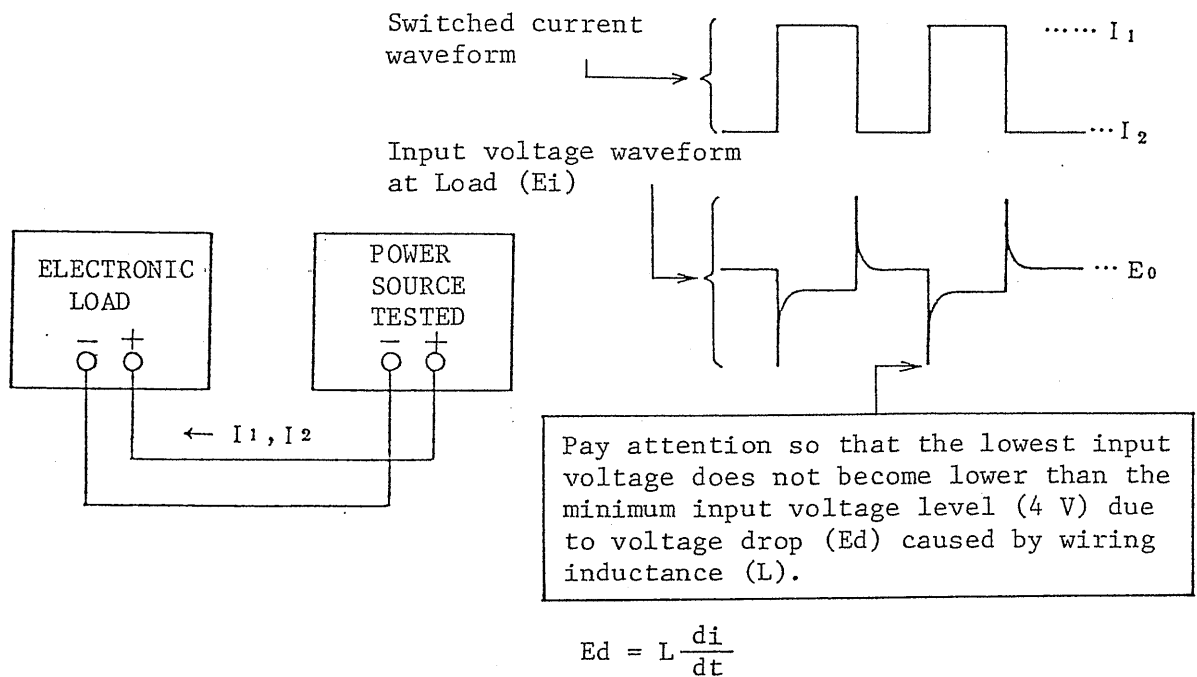 Switched current
waveform
······ I1
··· I2
Input voltage waveform
at Load (Ei)
··· E0
ELECTRONIC
LOAD
− +
POWER
SOURCE
TESTED
− +
← I1, I2
Pay attention so that the lowest input
voltage does not become lower than the
minimum input voltage level (4 V) due
to voltage drop (Ed) caused by wiring
inductance (L).
Ed = L di/dt